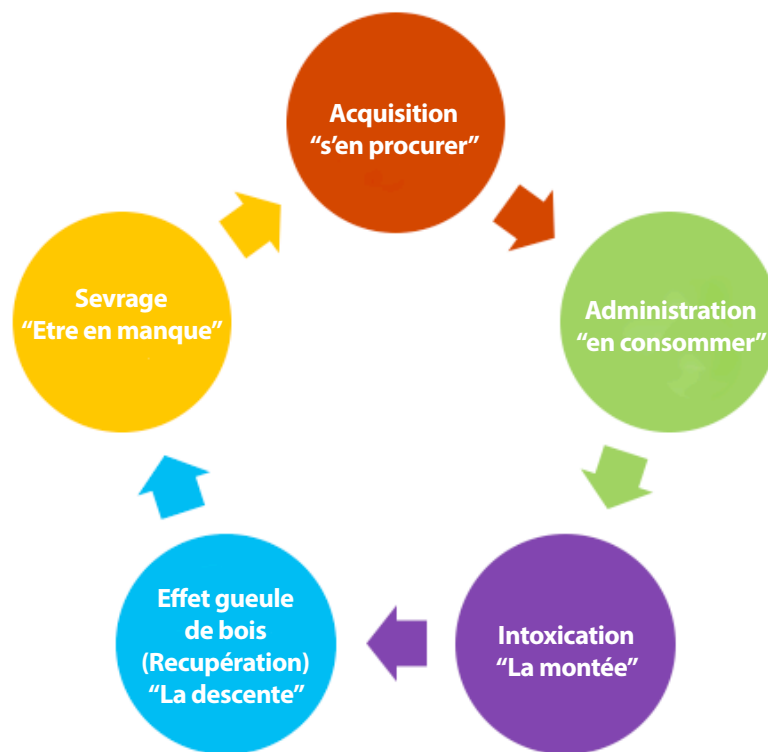 Acquisition
“s’en procurer”
Administration
“en consommer”
Intoxication
“La montée”
Effet gueule
de bois
(Recupération)
“La descente”
Sevrage
“Etre en manque”